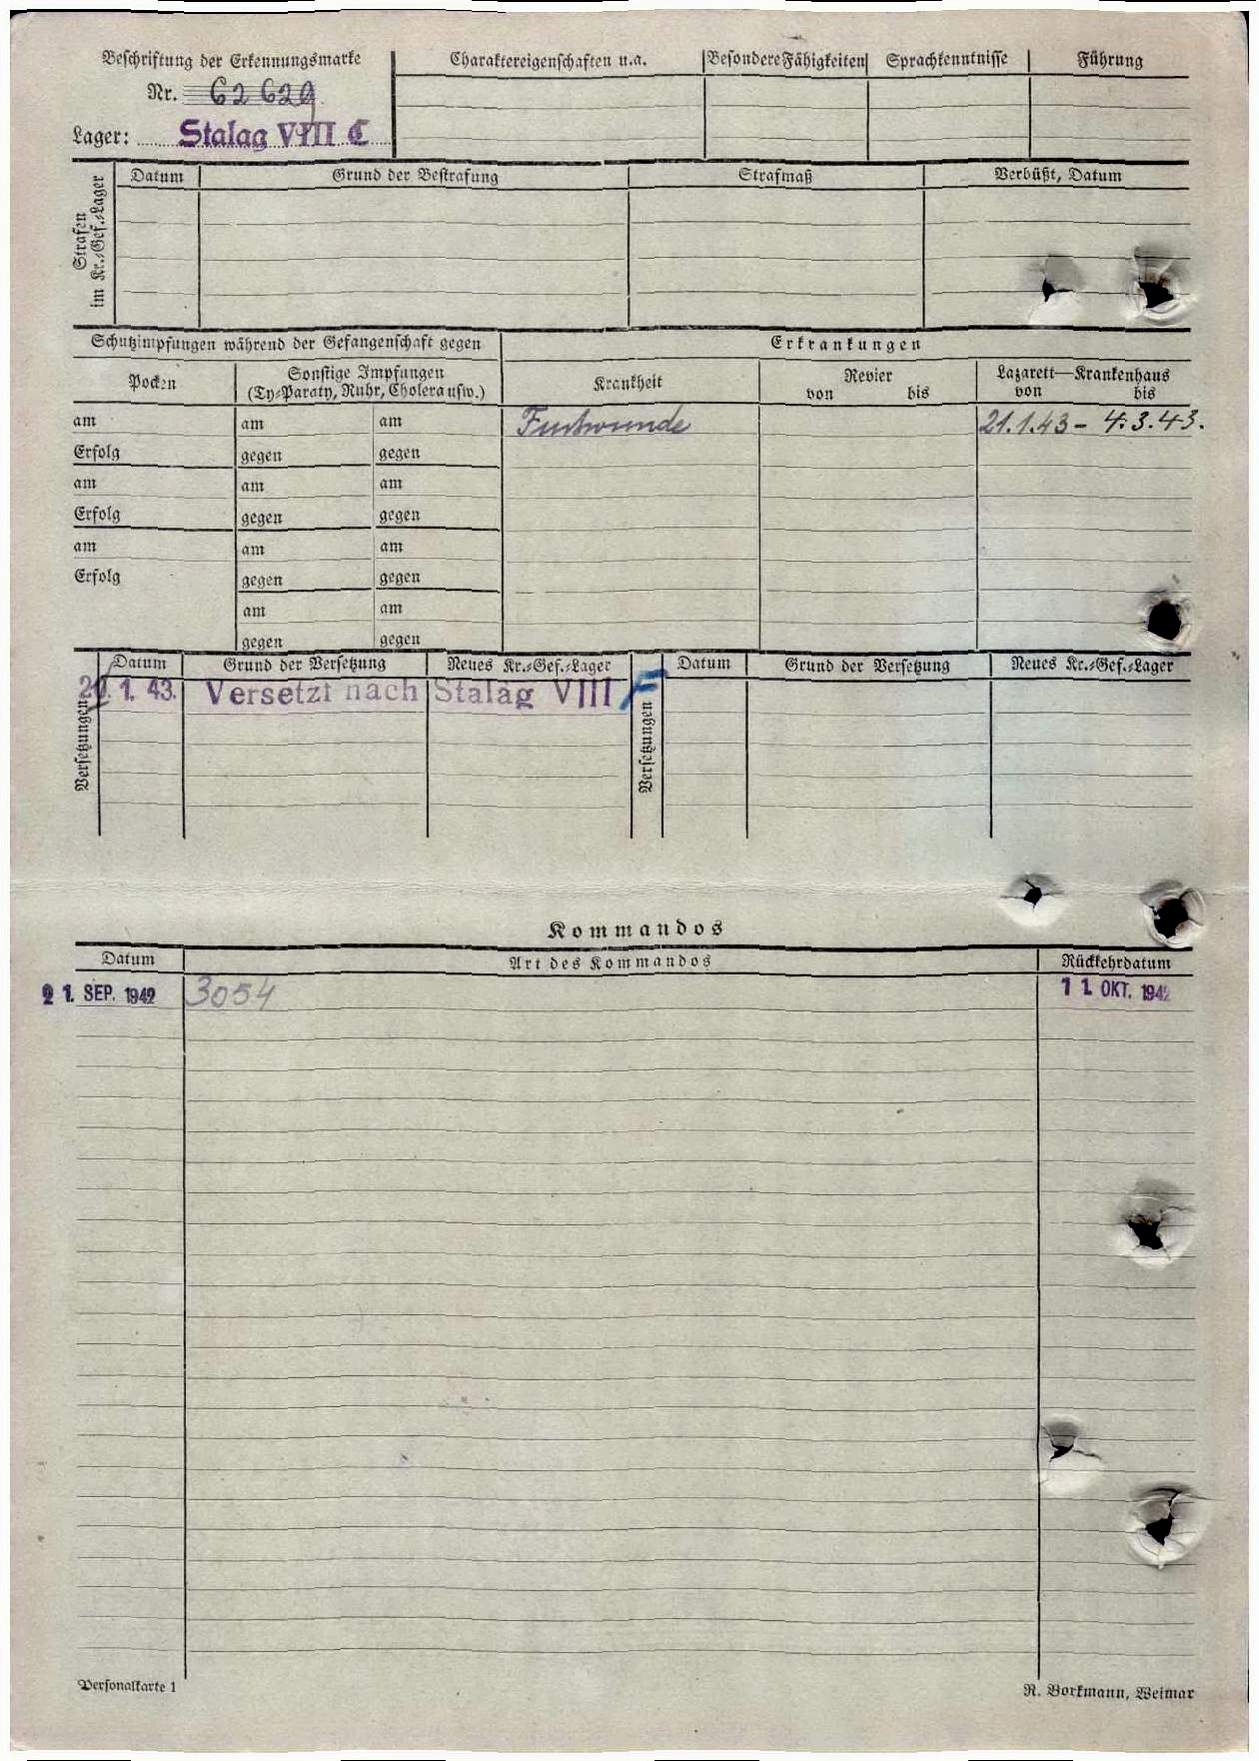 Beschriftung der Erkennungsmarke
Nr. 62 629
Lager: Stalag VIII C
Charaktereigenschaften u.a.
Besondere Fähigkeiten
Sprachkenntnisse
Führung
Strafen
im Kr.-Gef.-Lager
Datum
Grund der Bestrafung
Strafmaß
Verbüßt, Datum
Schutzimpfungen während der Gefangenschaft gegen
Erkrankungen
Pocken
Sonstige Impfungen
(Ty-Paraty, Ruhr, Cholera usw.)
Krankheit
Revier
von bis
Lazarett—Krankenhaus
von bis
am am am
21.1.43 - 4.3.43.
Erfolg gegen gegen
am am am
Erfolg gegen gegen
am am am
Erfolg gegen gegen
am am
gegen gegen
Versetzungen
Datum Grund der Versetzung Neues Kr.-Gef.-Lager
1. 43. Versetzt nach Stalag VIII F
Versetzungen
Datum Grund der Versetzung Neues Kr.-Gef.-Lager
Kommandos
Datum Art des Kommandos Rückkehrdatum
21. SEP. 1942 3054 11. OKT. 1942
Personalkarte 1
R. Borkmann, Weimar